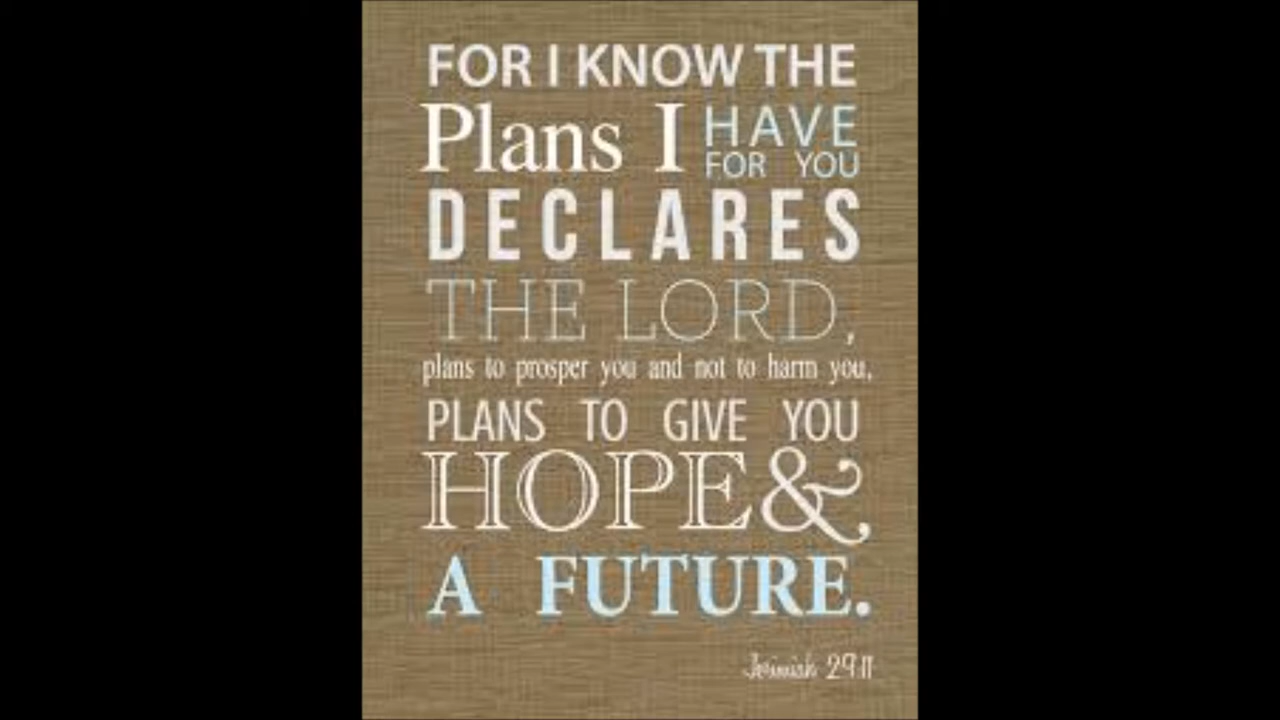 FOR I KNOW THE
Plans I HAVE
FOR YOU
DECLARES
THE LORD,
plans to prosper you and not to harm you,
PLANS TO GIVE YOU
HOPE &
A FUTURE.
Jerimiah 29:11